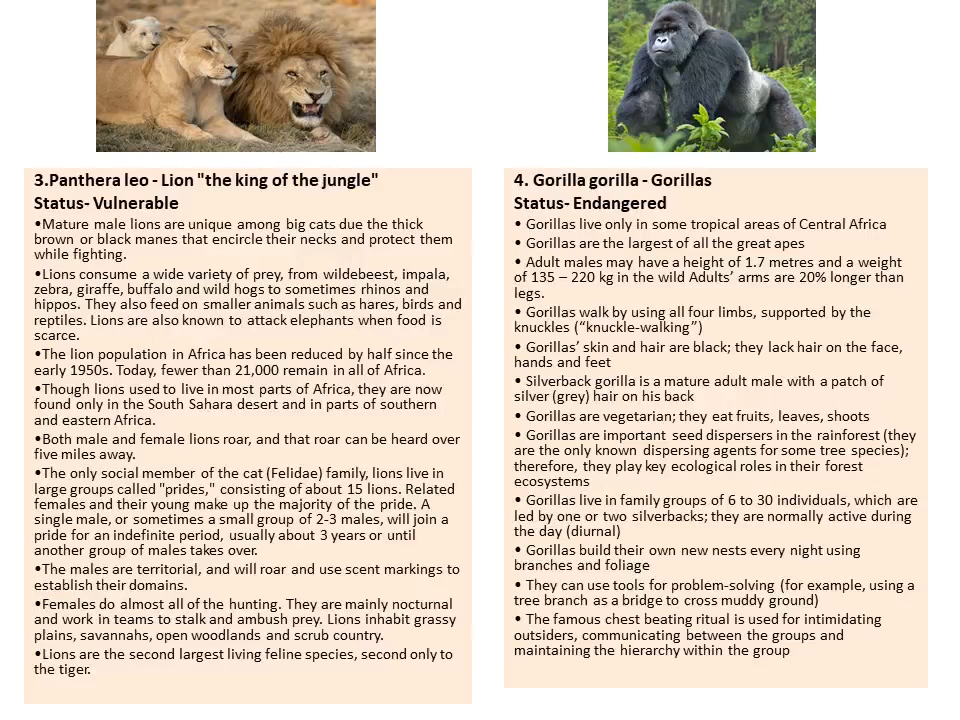 3.Panthera leo - Lion "the king of the jungle"
Status- Vulnerable
•Mature male lions are unique among big cats due the thick
brown or black manes that encircle their necks and protect them
while fighting.
•Lions consume a wide variety of prey, from wildebeest, impala,
zebra, giraffe, buffalo and wild hogs to sometimes rhinos and
hippos. They also feed on smaller animals such as hares, birds and
reptiles. Lions are also known to attack elephants when food is
scarce.
•The lion population in Africa has been reduced by half since the
early 1950s. Today, fewer than 21,000 remain in all of Africa.
•Though lions used to live in most parts of Africa, they are now
found only in the South Sahara desert and in parts of southern
and eastern Africa.
•Both male and female lions roar, and that roar can be heard over
five miles away.
•The only social member of the cat (Felidae) family, lions live in
large groups called "prides," consisting of about 15 lions. Related
females and their young make up the majority of the pride. A
single male, or sometimes a small group of 2-3 males, will join a
pride for an indefinite period, usually about 3 years or until
another group of males takes over.
•The males are territorial, and will roar and use scent markings to
establish their domains.
•Females do almost all of the hunting. They are mainly nocturnal
and work in teams to stalk and ambush prey. Lions inhabit grassy
plains, savannahs, open woodlands and scrub country.
•Lions are the second largest living feline species, second only to
the tiger.
4. Gorilla gorilla - Gorillas
Status- Endangered
• Gorillas live only in some tropical areas of Central Africa
• Gorillas are the largest of all the great apes
• Adult males may have a height of 1.7 metres and a weight
of 135 – 220 kg in the wild Adults’ arms are 20% longer than
legs.
• Gorillas walk by using all four limbs, supported by the
knuckles (“knuckle-walking”)
• Gorillas’ skin and hair are black; they lack hair on the face,
hands and feet
• Silverback gorilla is a mature adult male with a patch of
silver (grey) hair on his back
• Gorillas are vegetarian; they eat fruits, leaves, shoots
• Gorillas are important seed dispersers in the rainforest (they
are the only known dispersing agents for some tree species);
therefore, they play key ecological roles in their forest
ecosystems
• Gorillas live in family groups of 6 to 30 individuals, which are
led by one or two silverbacks; they are normally active during
the day (diurnal)
• Gorillas build their own new nests every night using
branches and foliage
• They can use tools for problem-solving (for example, using a
tree branch as a bridge to cross muddy ground)
• The famous chest beating ritual is used for intimidating
outsiders, communicating between the groups and
maintaining the hierarchy within the group